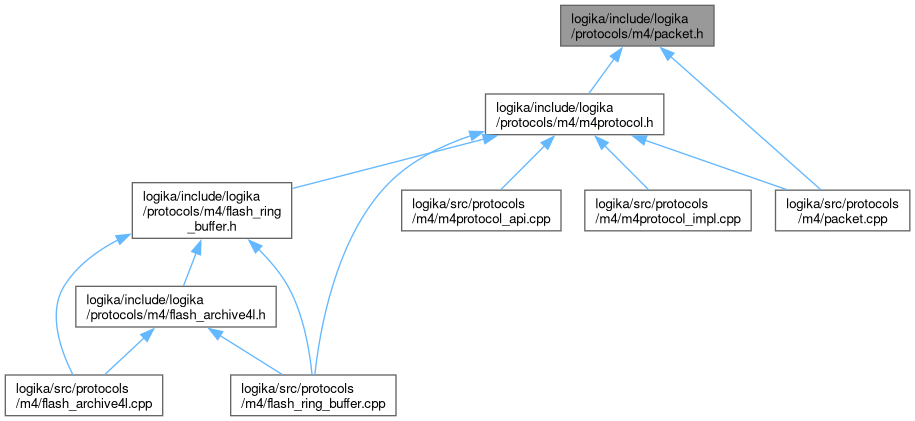 logika/include/logika
/protocols/m4/packet.h
logika/include/logika
/protocols/m4/m4protocol.h
logika/include/logika
/protocols/m4/flash_ring
_buffer.h
logika/src/protocols
/m4/m4protocol_api.cpp
logika/src/protocols
/m4/m4protocol_impl.cpp
logika/src/protocols
/m4/packet.cpp
logika/include/logika
/protocols/m4/flash_archive4l.h
logika/src/protocols
/m4/flash_archive4l.cpp
logika/src/protocols
/m4/flash_ring_buffer.cpp